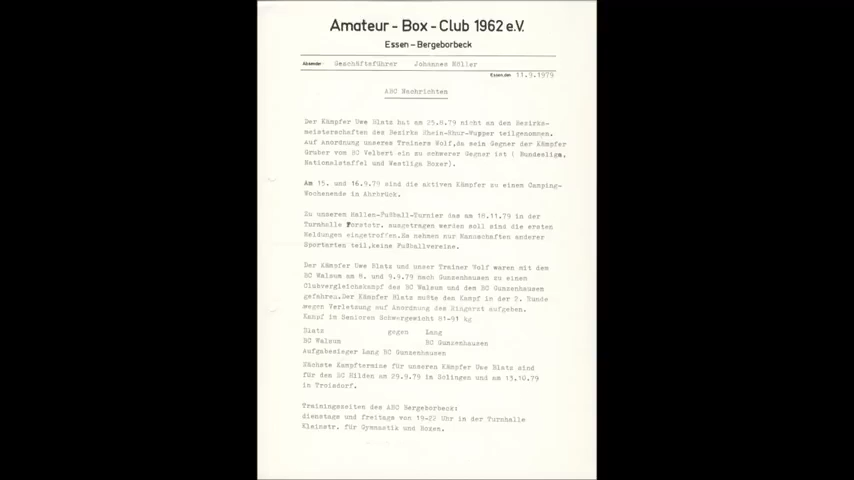 Amateur - Box - Club 1962 e.V.
Essen - Bergeborbeck
Absender: Geschäftsführer Johannes Höller
Essen, den 11.9.1979
ABC Nachrichten
Der Kämpfer Uwe Blatz hat am 25.8.79 nicht an den Bezirks-
meisterschaften des Bezirks Rhein-Rhur-Wupper teilgenommen.
Auf Anordnung unseres Trainers Wolf,da sein Gegner der Kämpfer
Gruber vom BC Velbert ein zu schwerer Gegner ist ( Bundesliga,
Nationalstaffel und Westliga Boxer).
Am 15. und 16.9.79 sind die aktiven Kämpfer zu einem Camping-
Wochenende in Ahrbrück.
Zu unserem Hallen-Fußball-Turnier das am 18.11.79 in der
Turnhalle Forststr. ausgetragen werden soll sind die ersten
Meldungen eingetroffen.Es nehmen nur Manschaften anderer
Sportarten teil,keine Fußballvereine.
Der Kämpfer Uwe Blatz und unser Trainer Wolf waren mit dem
BC Walsum am 8. und 9.9.79 nach Gunzenhausen zu einen
Clubvergleichskampf des BC Walsum und dem BC Gunzenhausen
gefahren.Der Kämpfer Blatz mußte den Kampf in der 2. Runde
wegen Verletzung auf Anordnung des Ringarzt aufgeben.
Kampf in Senioren Schwergewicht 81-91 kg
Blatz gegen Lang
BC Walsum BC Gunzenhausen
Aufgabesieger Lang BC Gunzenhausen
Nächste Kampftermine für unseren Kämpfer Uwe Blatz sind
für den BC Hilden am 29.9.79 in Solingen und am 13.10.79
in Troisdorf.
Trainingszeiten des ABC Bergeborbeck:
dienstags und freitags von 19-22 Uhr in der Turnhalle
Kleinstr. für Gymnastik und Boxen.